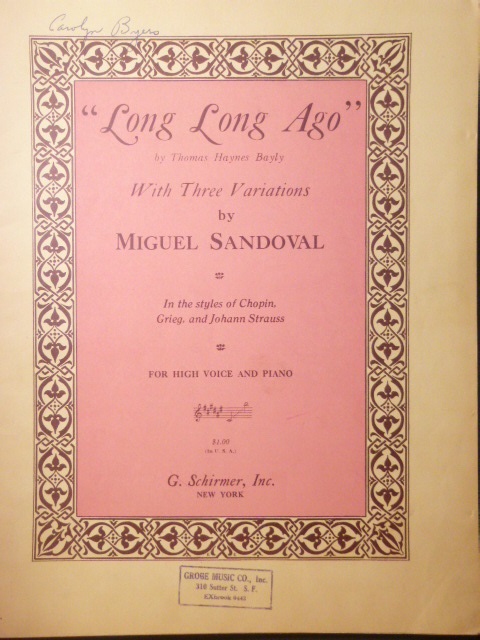 Carolyn Byers
"Long Long Ago"
by Thomas Haynes Bayly
With Three Variations
by
MIGUEL SANDOVAL
In the styles of Chopin,
Grieg, and Johann Strauss
FOR HIGH VOICE AND PIANO
$1.00
(In U. S. A.)
G. Schirmer, Inc.
NEW YORK
GROBE MUSIC CO., Inc.
310 Sutter St. S. F.